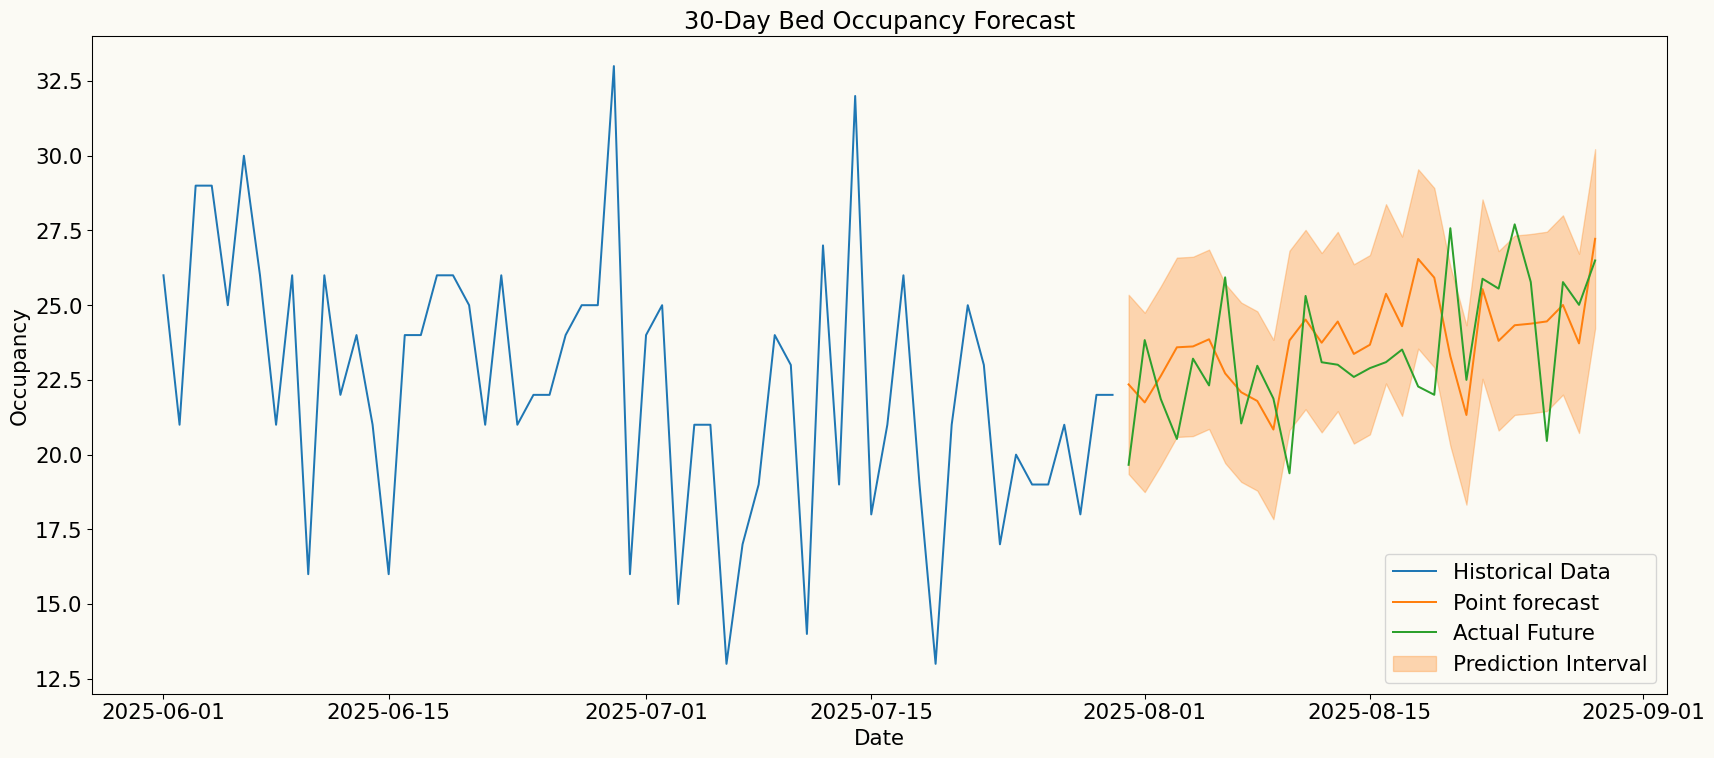 30-Day Bed Occupancy Forecast
Occupancy
32.5
30.0
27.5
25.0
22.5
20.0
17.5
15.0
12.5
2025-06-01 2025-06-15 2025-07-01 2025-07-15 2025-08-01 2025-08-15 2025-09-01
Date
Historical Data
Point forecast
Actual Future
Prediction Interval